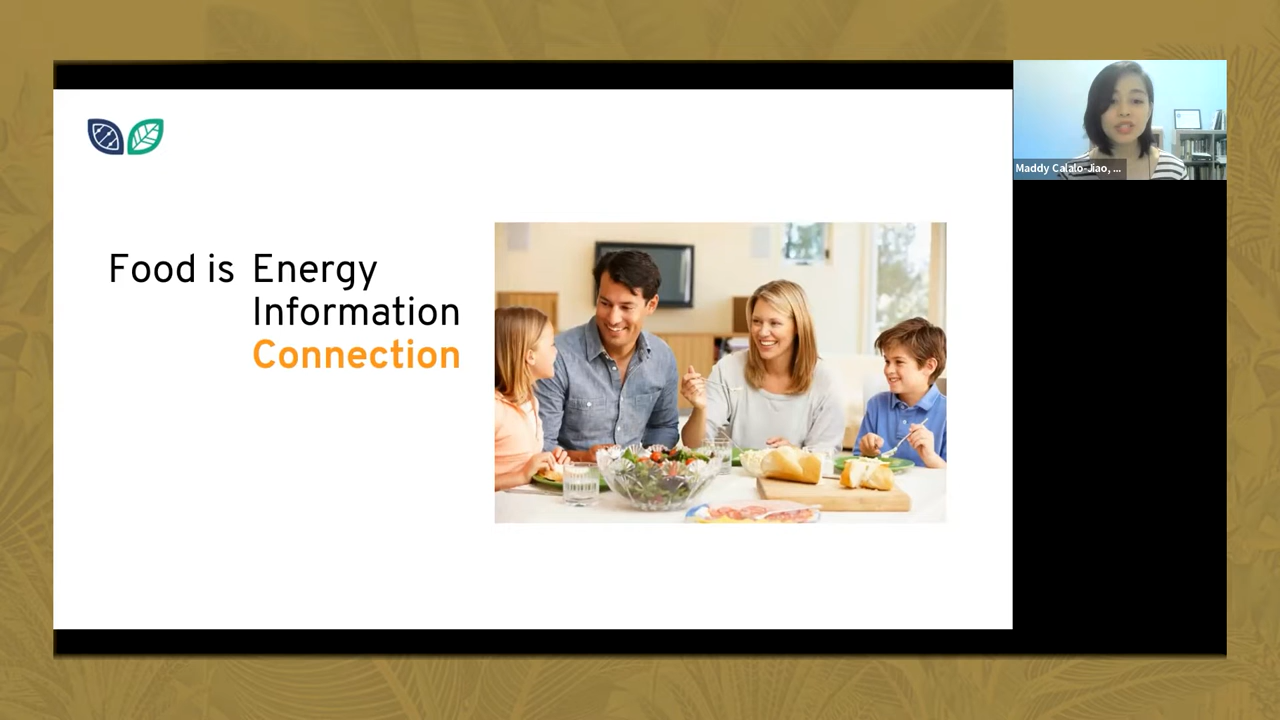 Food is Energy
Information
Connection
Maddy Calalo-Jiao, ...